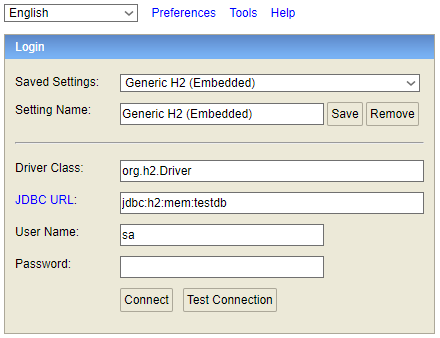 English Preferences Tools Help
Login
Saved Settings: Generic H2 (Embedded)
Setting Name: Generic H2 (Embedded) Save Remove
Driver Class: org.h2.Driver
JDBC URL: jdbc:h2:mem:testdb
User Name: sa
Password:
Connect Test Connection